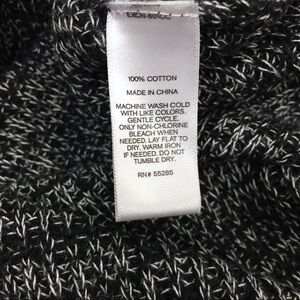 100% COTTON
MADE IN CHINA
MACHINE WASH COLD
WITH LIKE COLORS.
GENTLE CYCLE.
ONLY NON-CHLORINE
BLEACH WHEN
NEEDED. LAY FLAT TO
DRY. WARM IRON
IF NEEDED. DO NOT
TUMBLE DRY.
RN# 55285